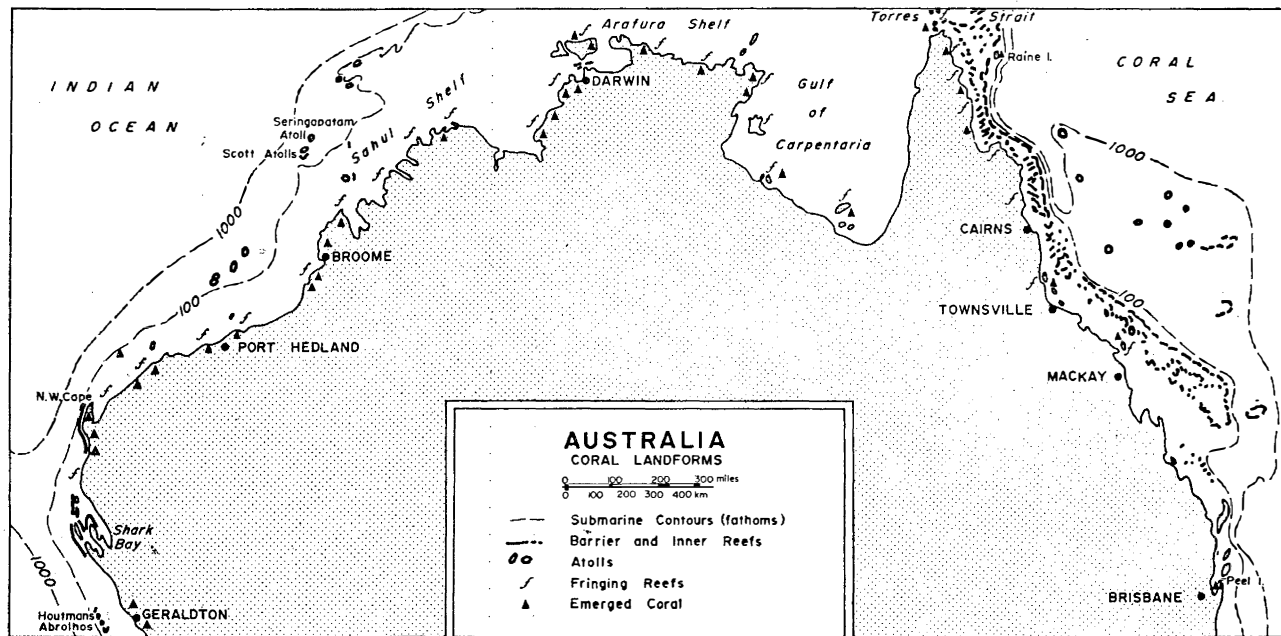 Arafura Shelf
Torres Strait
Raine I.
CORAL
SEA
INDIAN
OCEAN
DARWIN
Gulf
of
Carpentaria
Seringapatam
Atoll
Scott Atolls
Sahul Shelf
1000
1000
CAIRNS
BROOME
100
100
TOWNSVILLE
PORT HEDLAND
MACKAY
N.W. Cape
AUSTRALIA
CORAL LANDFORMS
0 100 200 300 miles
0 100 200 300 400 km
Submarine Contours (fathoms)
Barrier and Inner Reefs
Atolls
Fringing Reefs
Emerged Coral
Shark
Bay
1000
Houtman's
Abrolhos
GERALDTON
Peel I.
BRISBANE